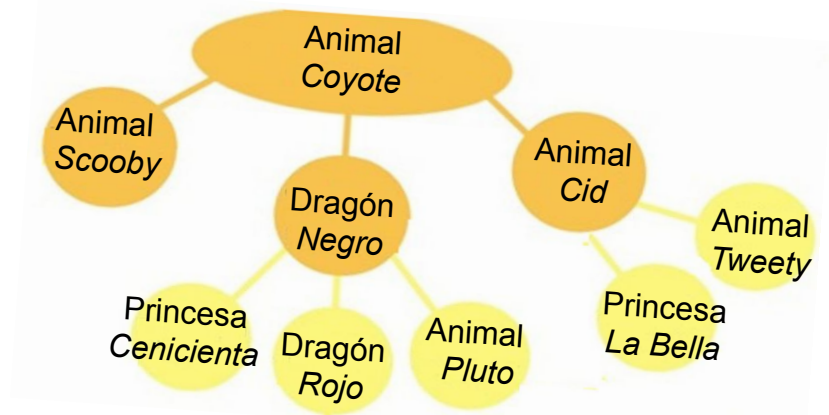 Animal
Coyote
Animal
Scooby
Dragón
Negro
Animal
Cid
Animal
Tweety
Princesa
Cenicienta
Dragón
Rojo
Animal
Pluto
Princesa
La Bella